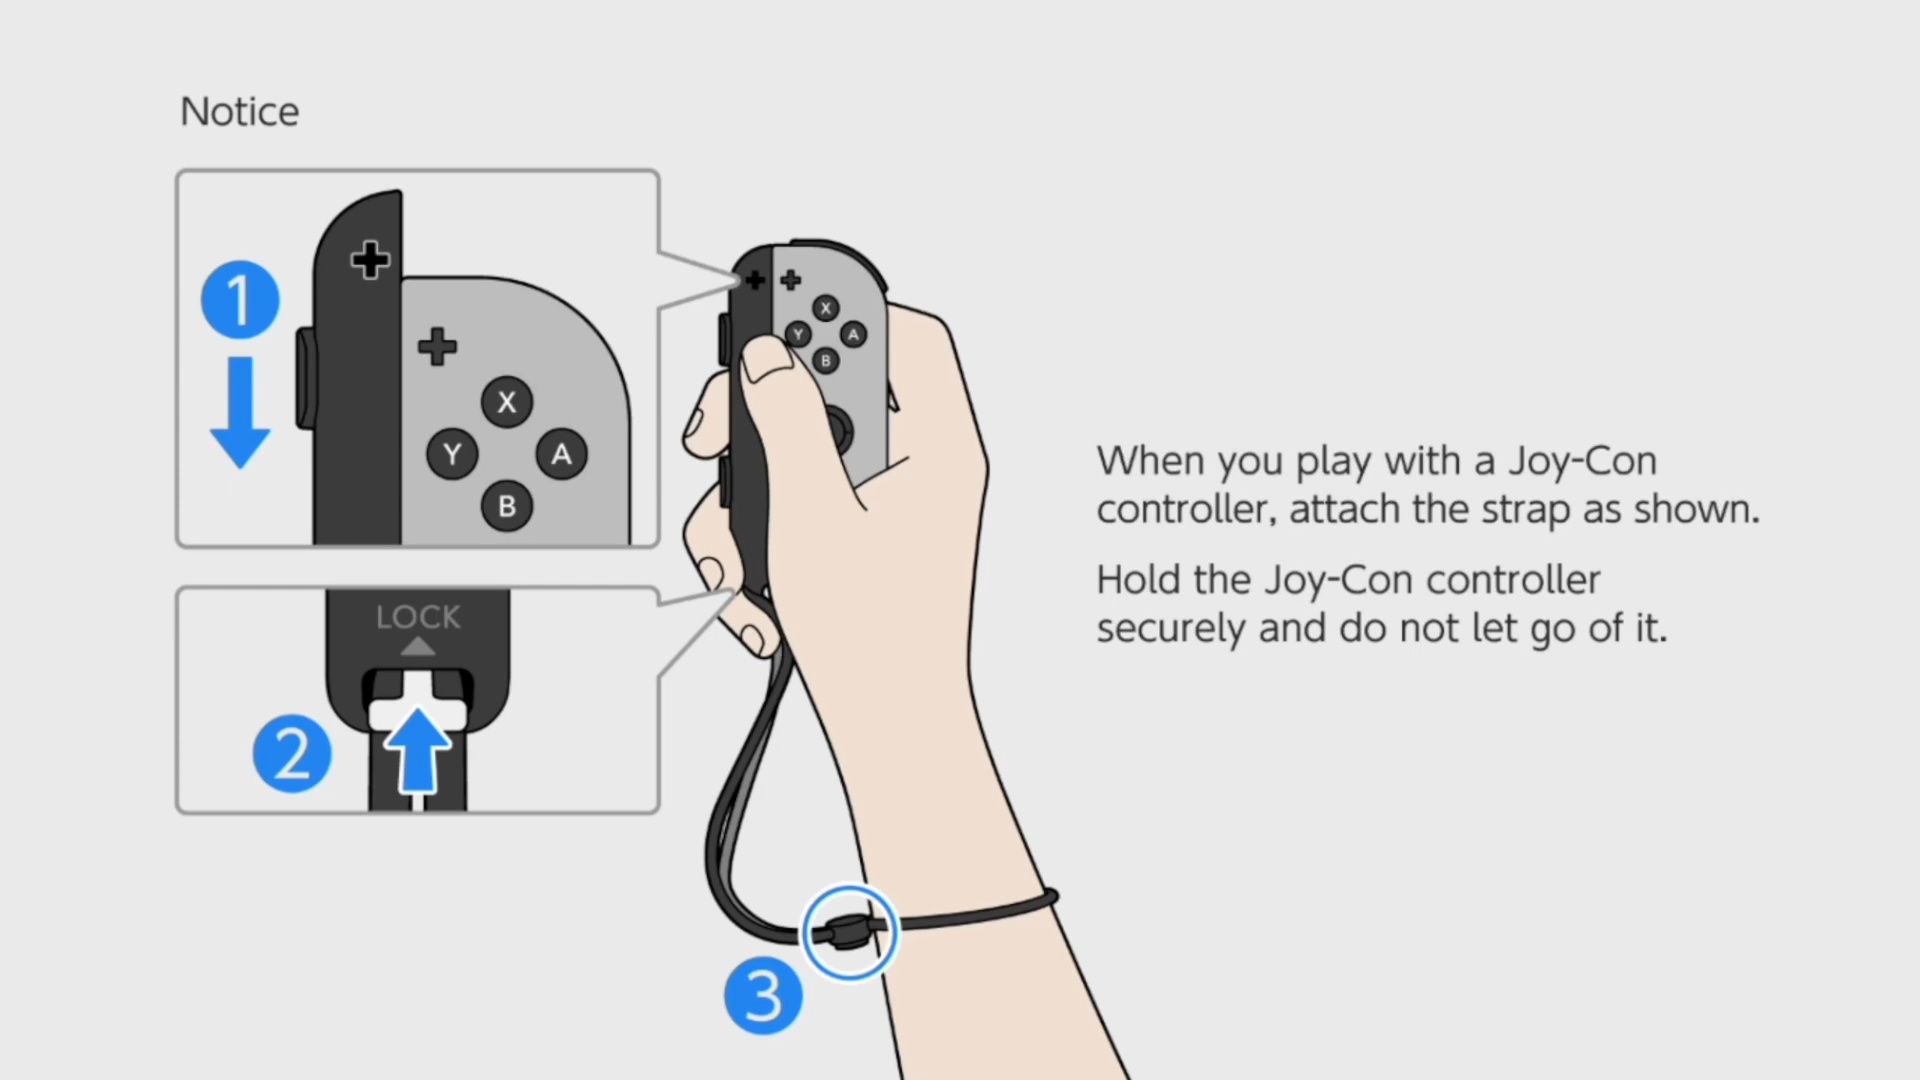 Notice
1
X
Y
A
B
LOCK
2
X
Y
A
B
3
When you play with a Joy-Con
controller, attach the strap as shown.
Hold the Joy-Con controller
securely and do not let go of it.